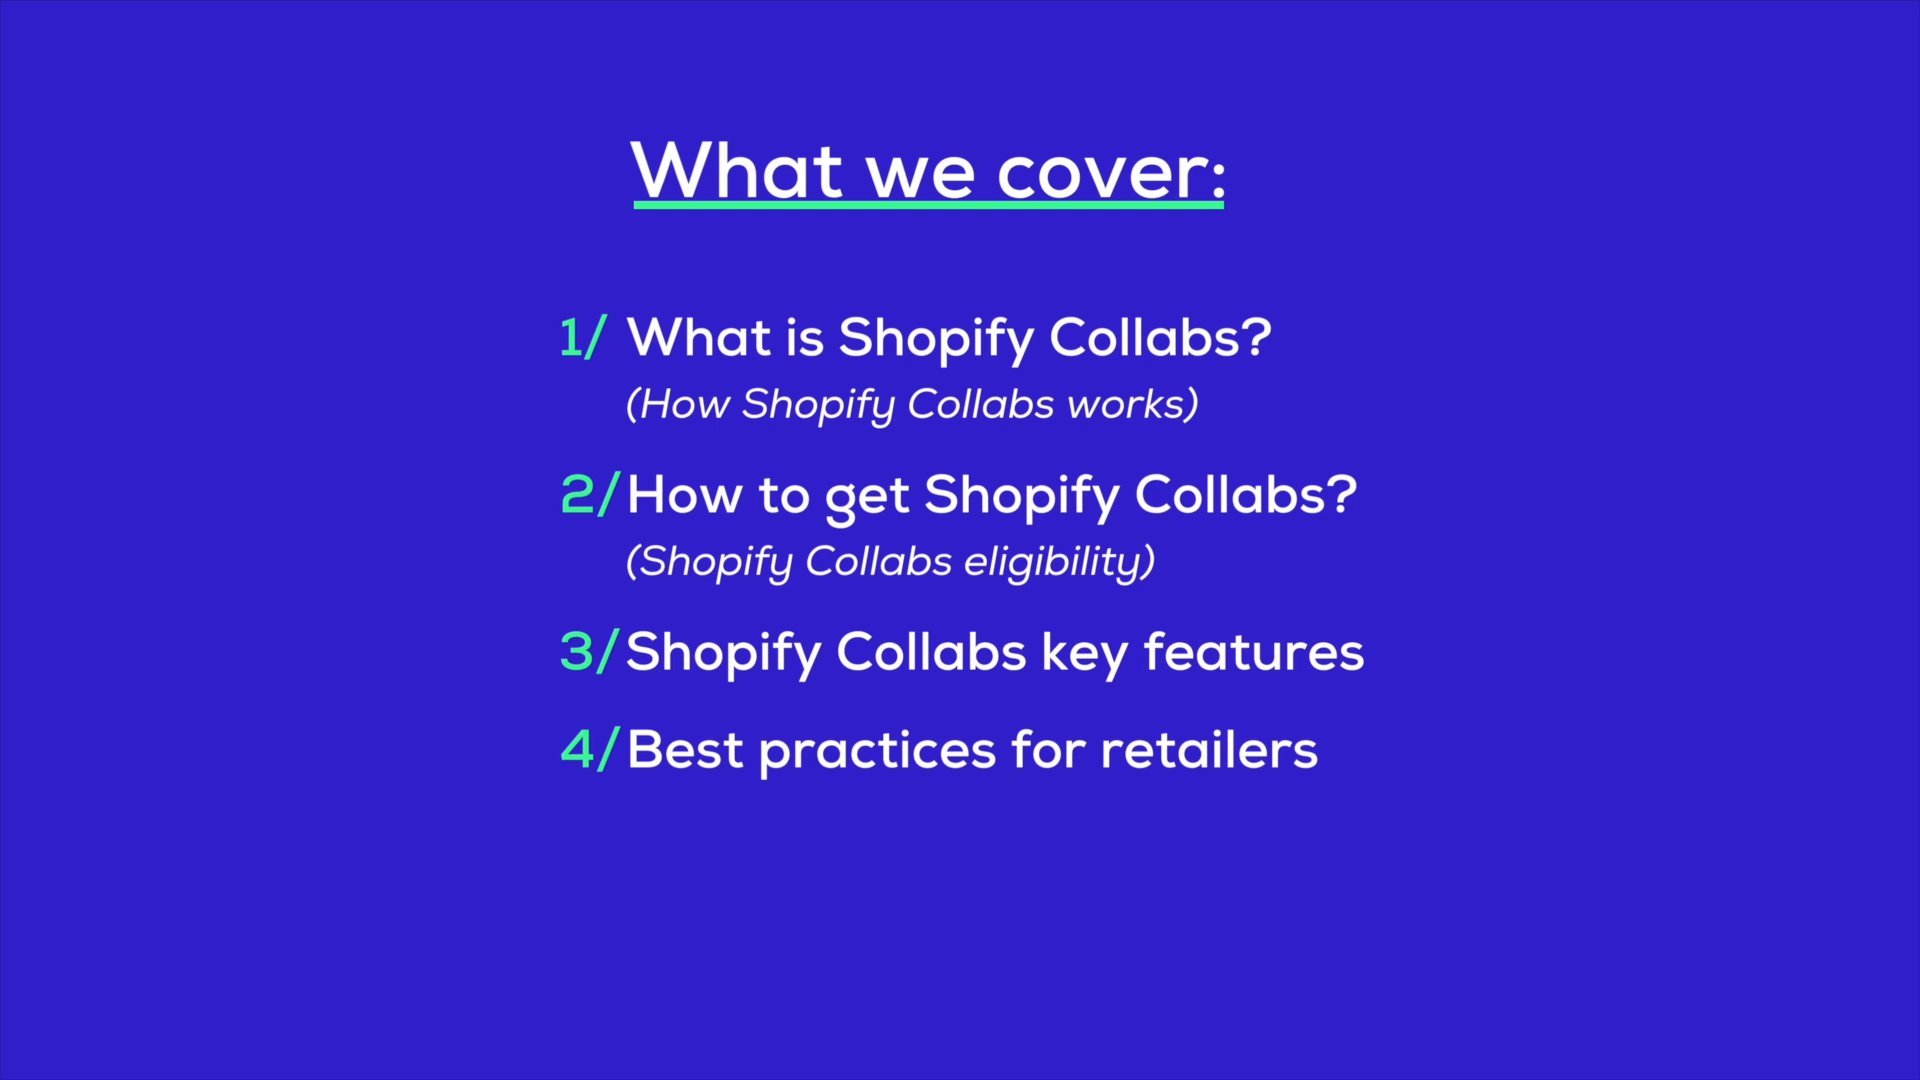 What we cover:
1/ What is Shopify Collabs?
(How Shopify Collabs works)
2/ How to get Shopify Collabs?
(Shopify Collabs eligibility)
3/ Shopify Collabs key features
4/ Best practices for retailers